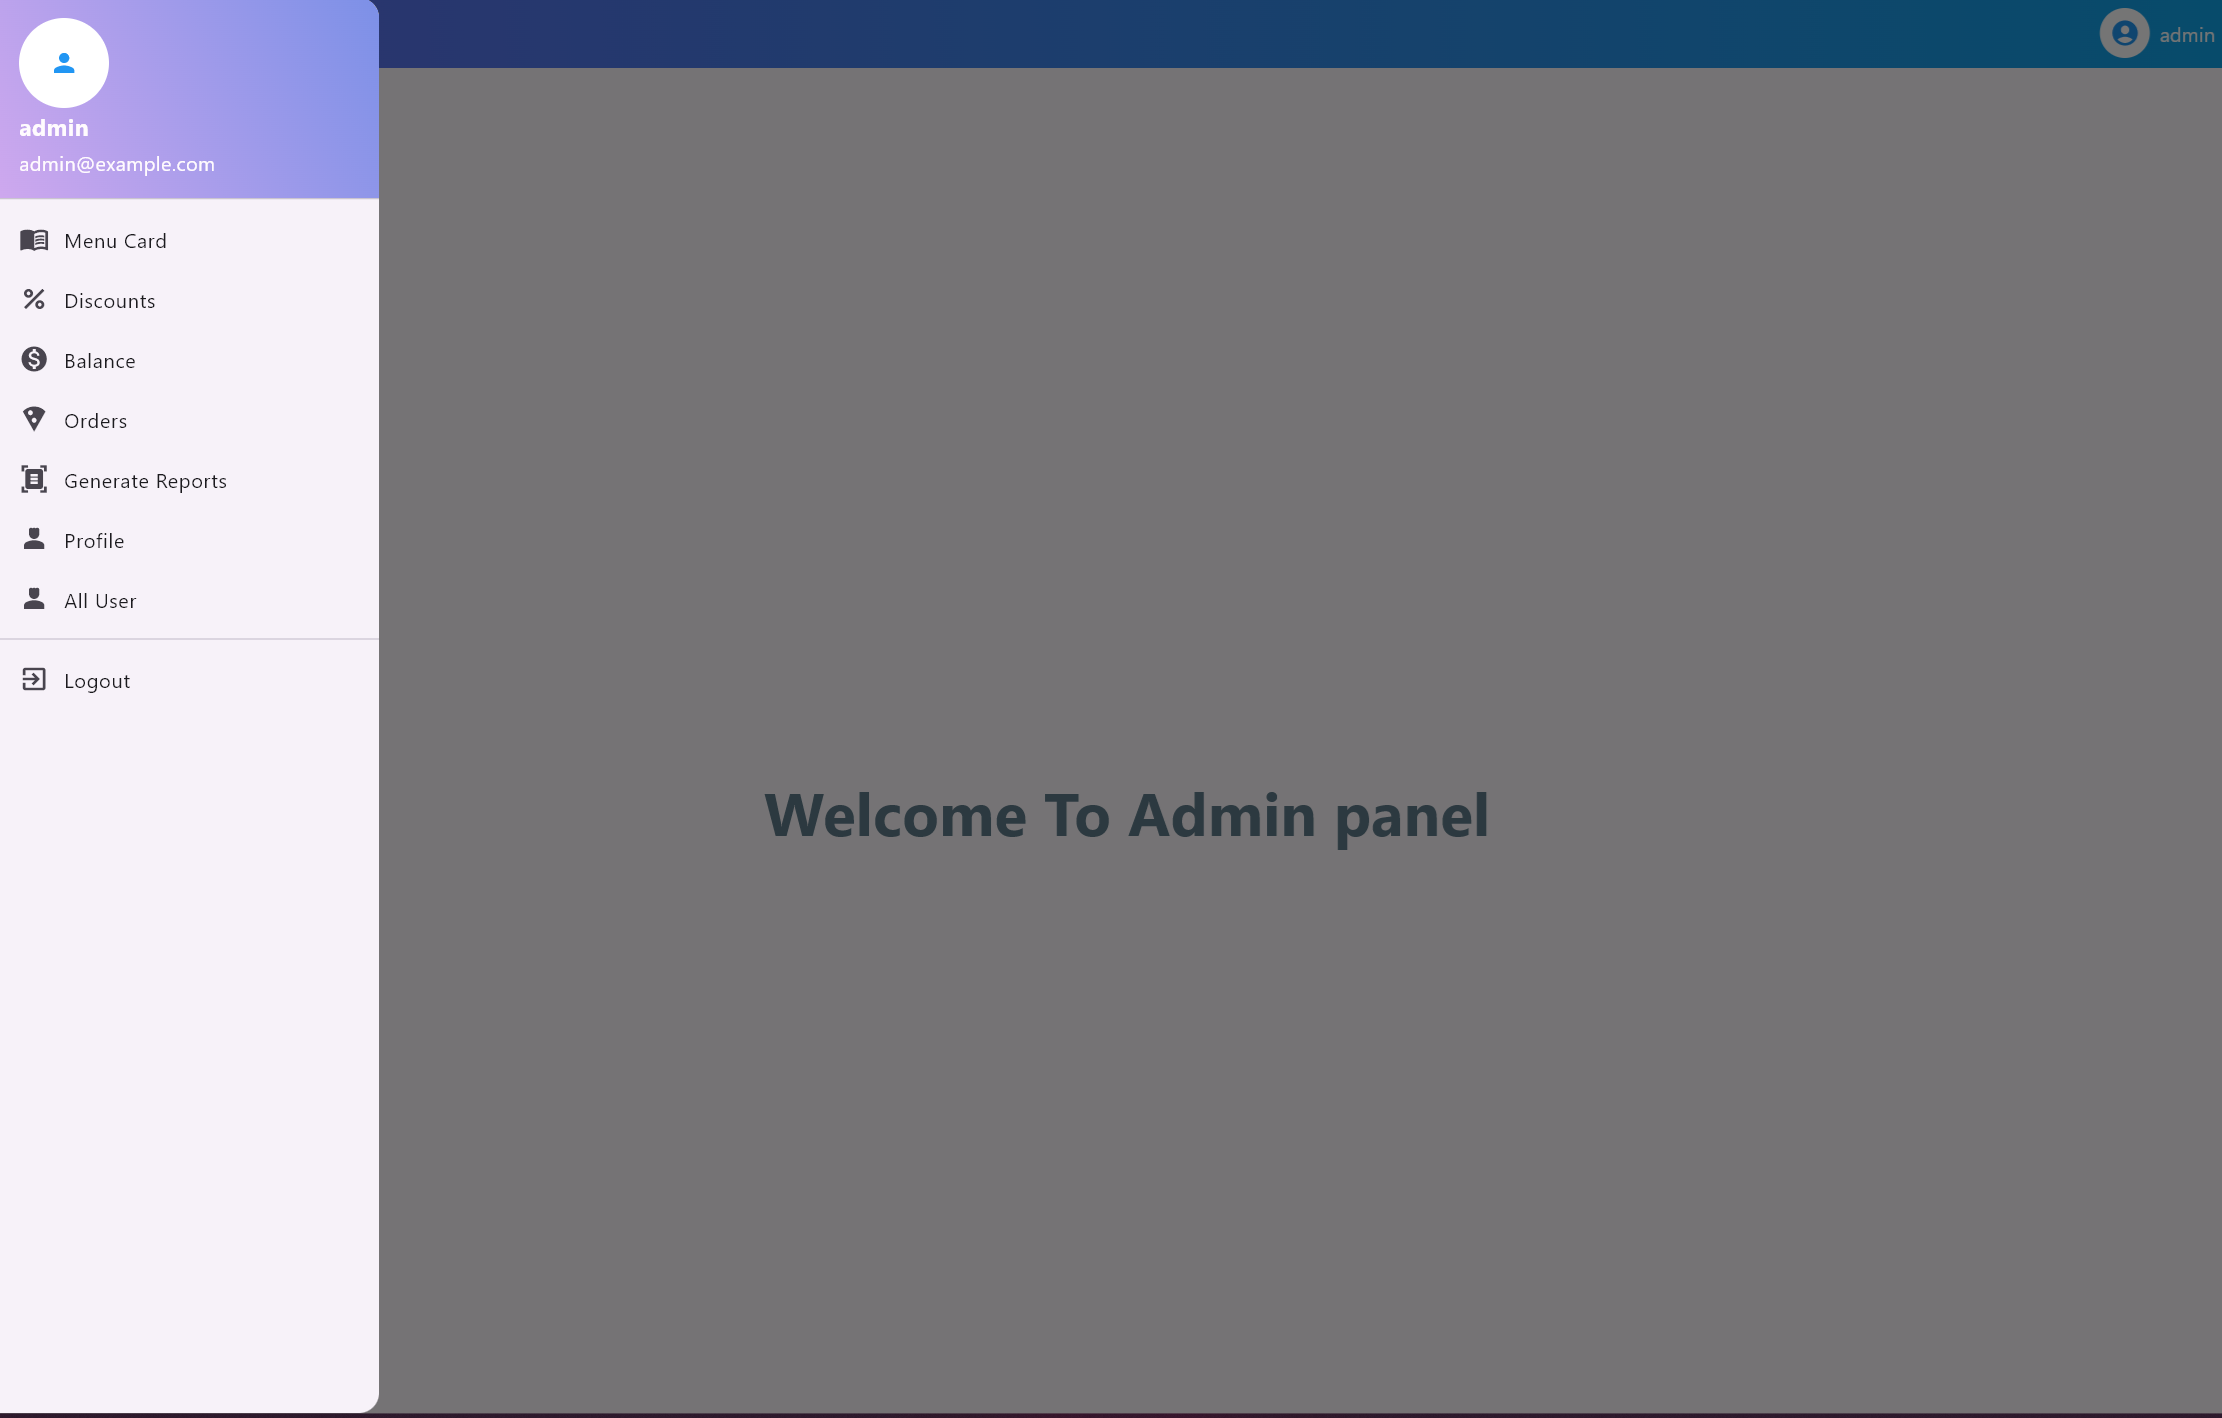 admin
admin
admin@example.com
Menu Card
Discounts
Balance
Orders
Generate Reports
Profile
All User
Logout
Welcome To Admin panel